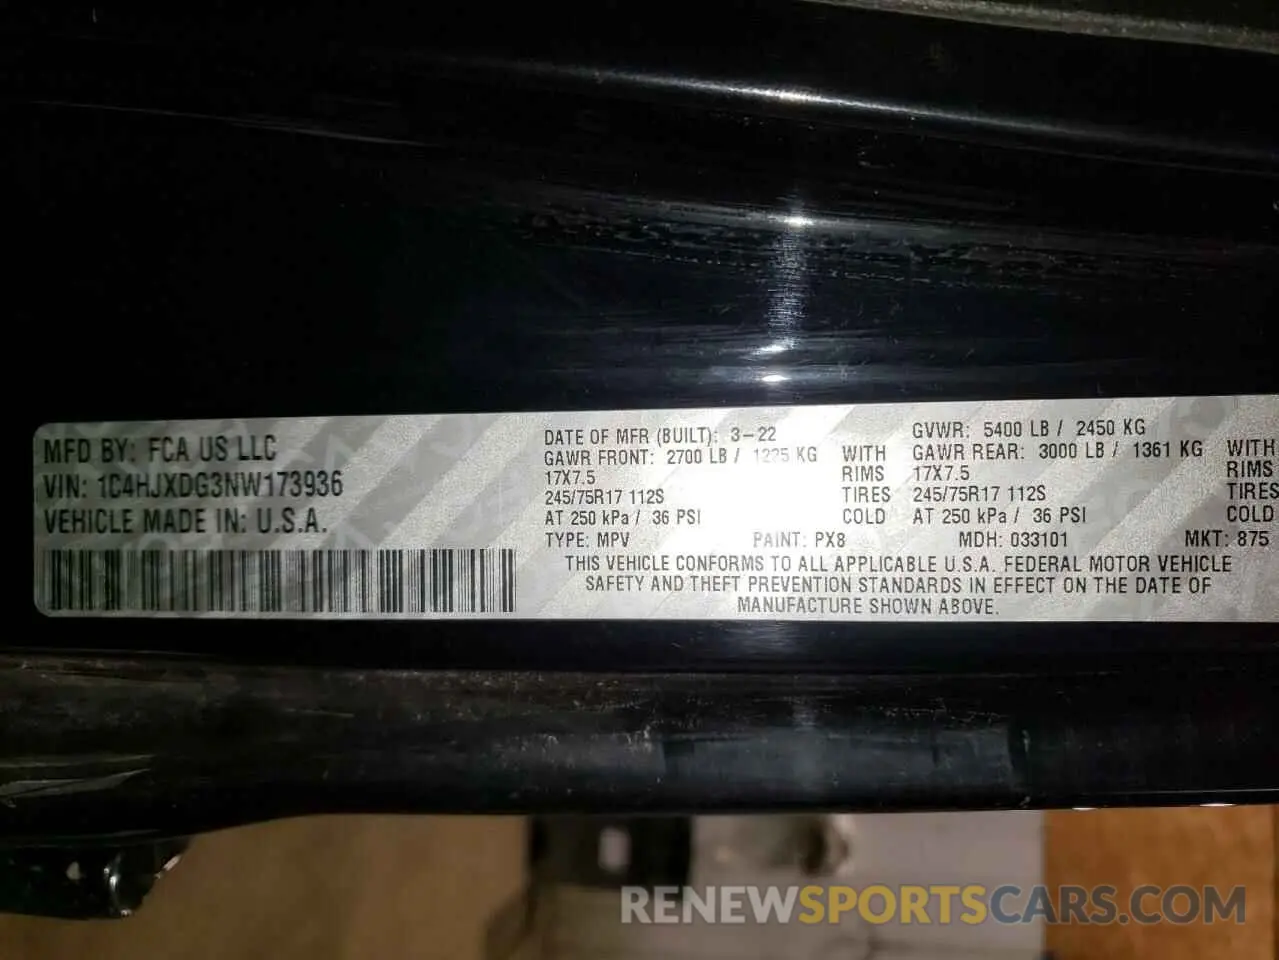 MFD BY: FCA US LLC
VIN: 1C4HJXDG3NW173936
VEHICLE MADE IN: U.S.A.
DATE OF MFR (BUILT): 3-22
GVWR: 5400 LB / 2450 KG
GAWR FRONT: 2700 LB / 1225 KG WITH
GAWR REAR: 3000 LB / 1361 KG WITH
17X7.5 RIMS
17X7.5 RIMS
245/75R17 112S TIRES
245/75R17 112S TIRES
AT 250 kPa / 36 PSI COLD
AT 250 kPa / 36 PSI COLD
TYPE: MPV PAINT: PX8 MDH: 033101 MKT: 875
THIS VEHICLE CONFORMS TO ALL APPLICABLE U.S.A. FEDERAL MOTOR VEHICLE
SAFETY AND THEFT PREVENTION STANDARDS IN EFFECT ON THE DATE OF
MANUFACTURE SHOWN ABOVE.
RENEWSPORTSCARS.COM